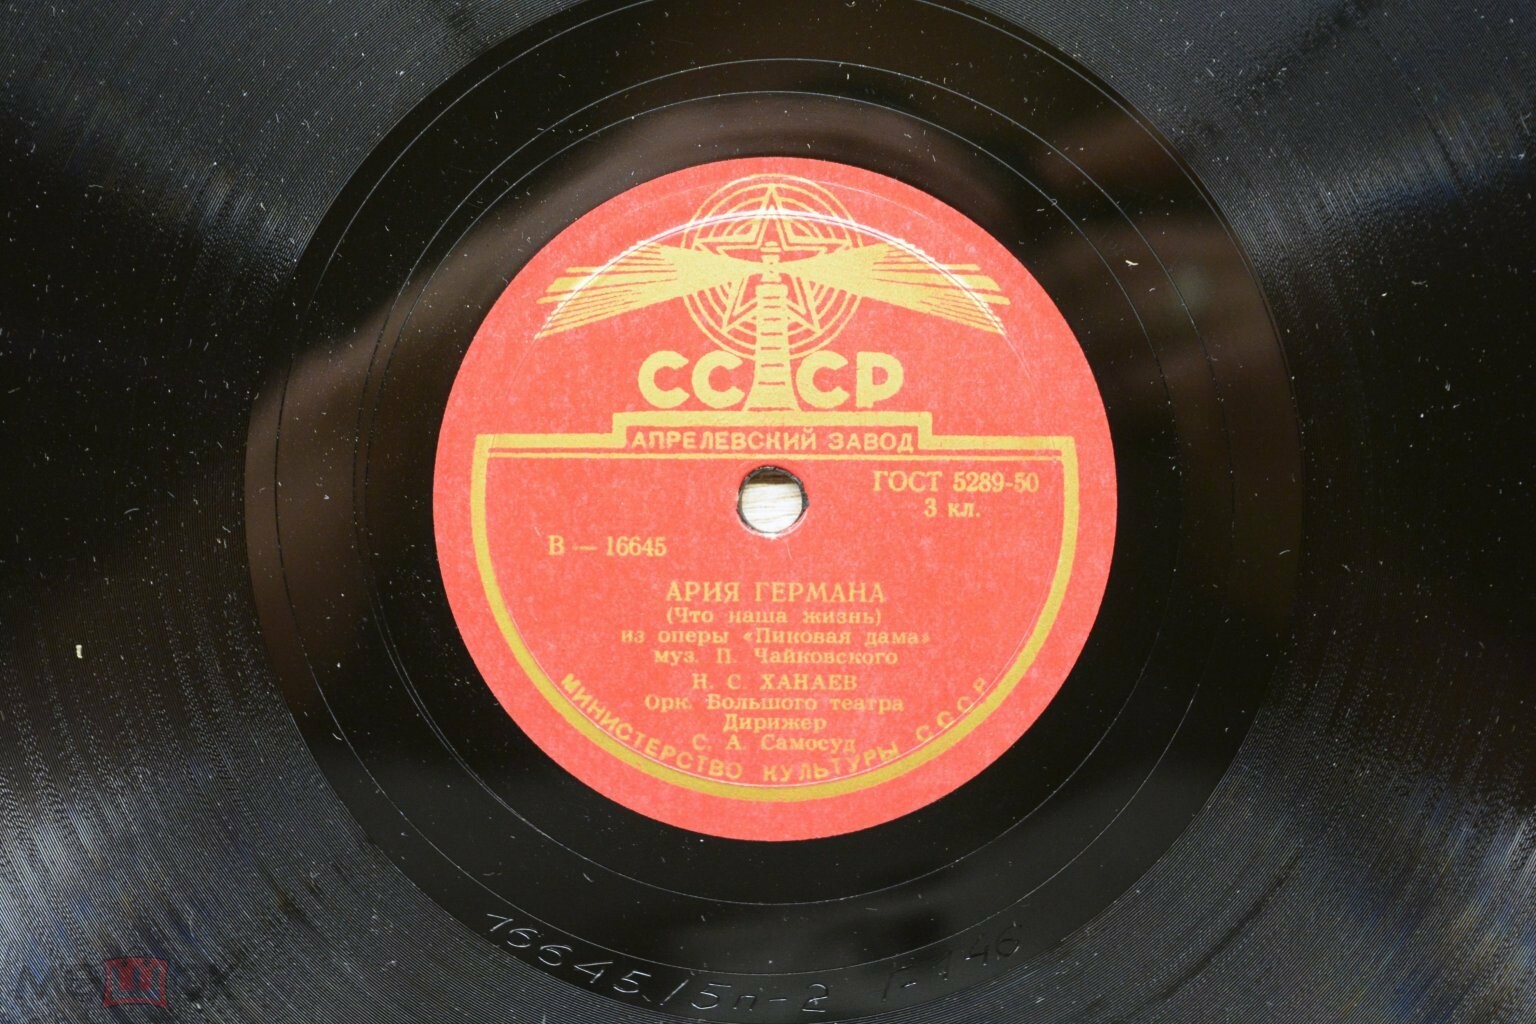 СССР
АПРЕЛЕВСКИЙ ЗАВОД
ГОСТ 5289-50
3 кл.
В — 16645
АРИЯ ГЕРМАНА
(Что наша жизнь)
из оперы «Пиковая дама»
муз. П. Чайковского
Н. С. ХАНАЕВ
Орк. Большого театра
Дирижер
С. А. Самосуд
МИНИСТЕРСТВО КУЛЬТУРЫ СССР
16645/5п-2
МЕШОК